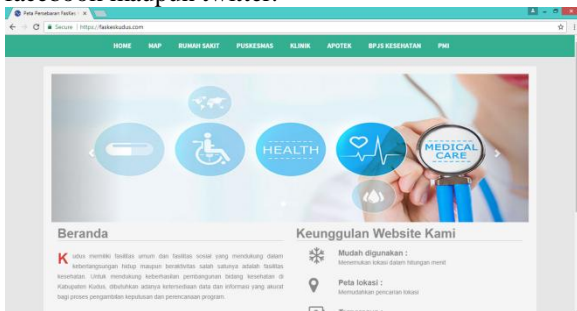 facebook maupun twitter.
Peta Persebaran Fasilitas
Secure | https://faskeskudus.com
HOME MAP RUMAH SAKIT PUSKESMAS KLINIK APOTEK BPJS KESEHATAN PMI
HEALTH
MEDICAL
CARE
Beranda
Kudus memiliki fasilitas umum dan fasilitas sosial yang mendukung dalam
keberlangsungan hidup maupun beraktivitas salah satunya adalah fasilitas
kesehatan. Untuk mendukung keberhasilan pembangunan bidang kesehatan di
Kabupaten Kudus, dibutuhkan adanya ketersediaan data dan informasi yang akurat
bagi proses pengambilan keputusan dan perencanaan program.
Keunggulan Website Kami
Mudah digunakan :
Menemukan lokasi dalam hitungan menit
Peta lokasi :
Memudahkan pencarian lokasi